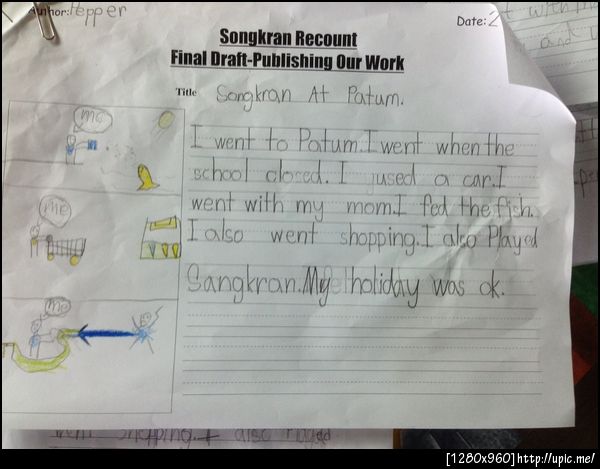 Author: Pepper
Date: 2
Songkran Recount
Final Draft-Publishing Our Work
Title Songkran At Patum.
me
I went to Patum.I went when the
school closed. I jused a car.I
went with my mom.I fed the fish.
me
I also went shopping.I also Played
Sangkran.My holiday was ok.
me
went shopping. I also played
[1280x960]http://upic.me/